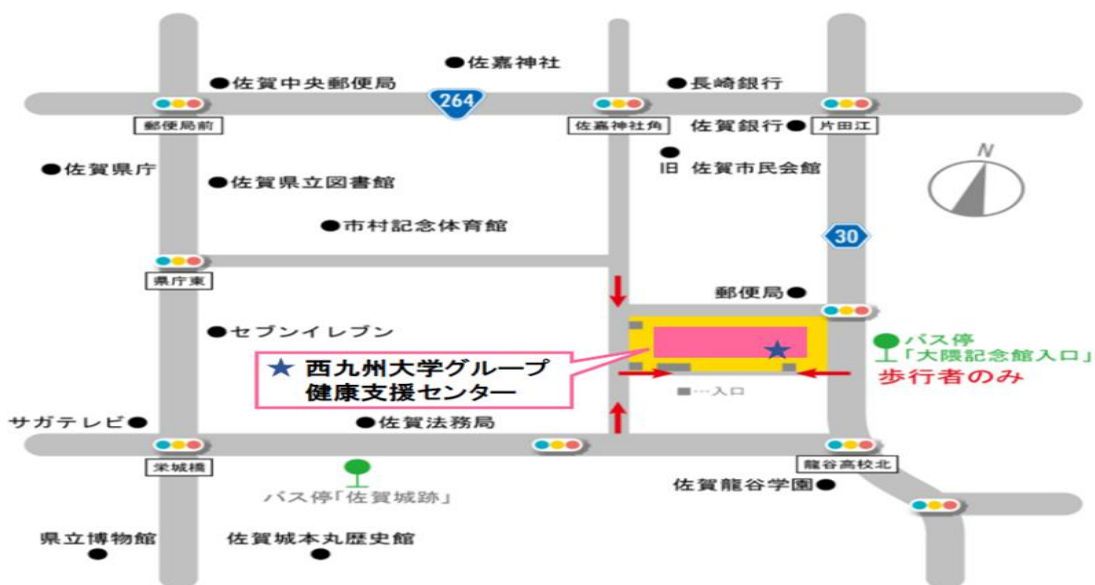 佐嘉神社
佐賀中央郵便局
長崎銀行
264
郵便局前
佐嘉神社角
佐賀銀行
片田江
佐賀県庁
佐賀県立図書館
旧 佐賀市民会館
N
市村記念体育館
30
県庁東
郵便局
セブンイレブン
バス停
「大隈記念館入口」
歩行者のみ
★ 西九州大学グループ
健康支援センター
■…入口
サガテレビ
佐賀法務局
栄城橋
龍谷高校北
バス停「佐賀城跡」
佐賀龍谷学園
県立博物館
佐賀城本丸歴史館